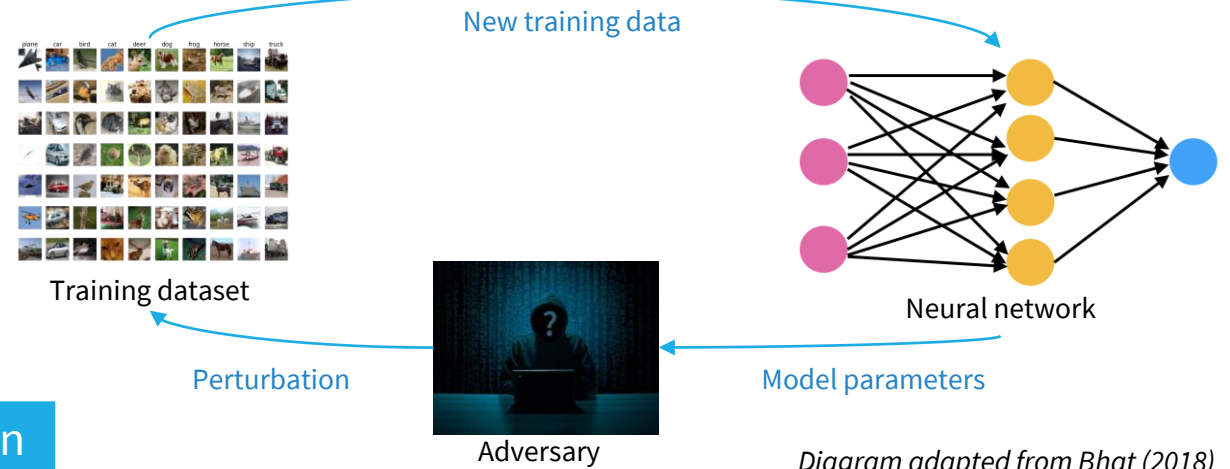 New training data
plane car bird cat deer dog frog horse ship truck
Training dataset
Neural network
?
Perturbation
Model parameters
n
Adversary
Diagram adapted from Bhat (2018)